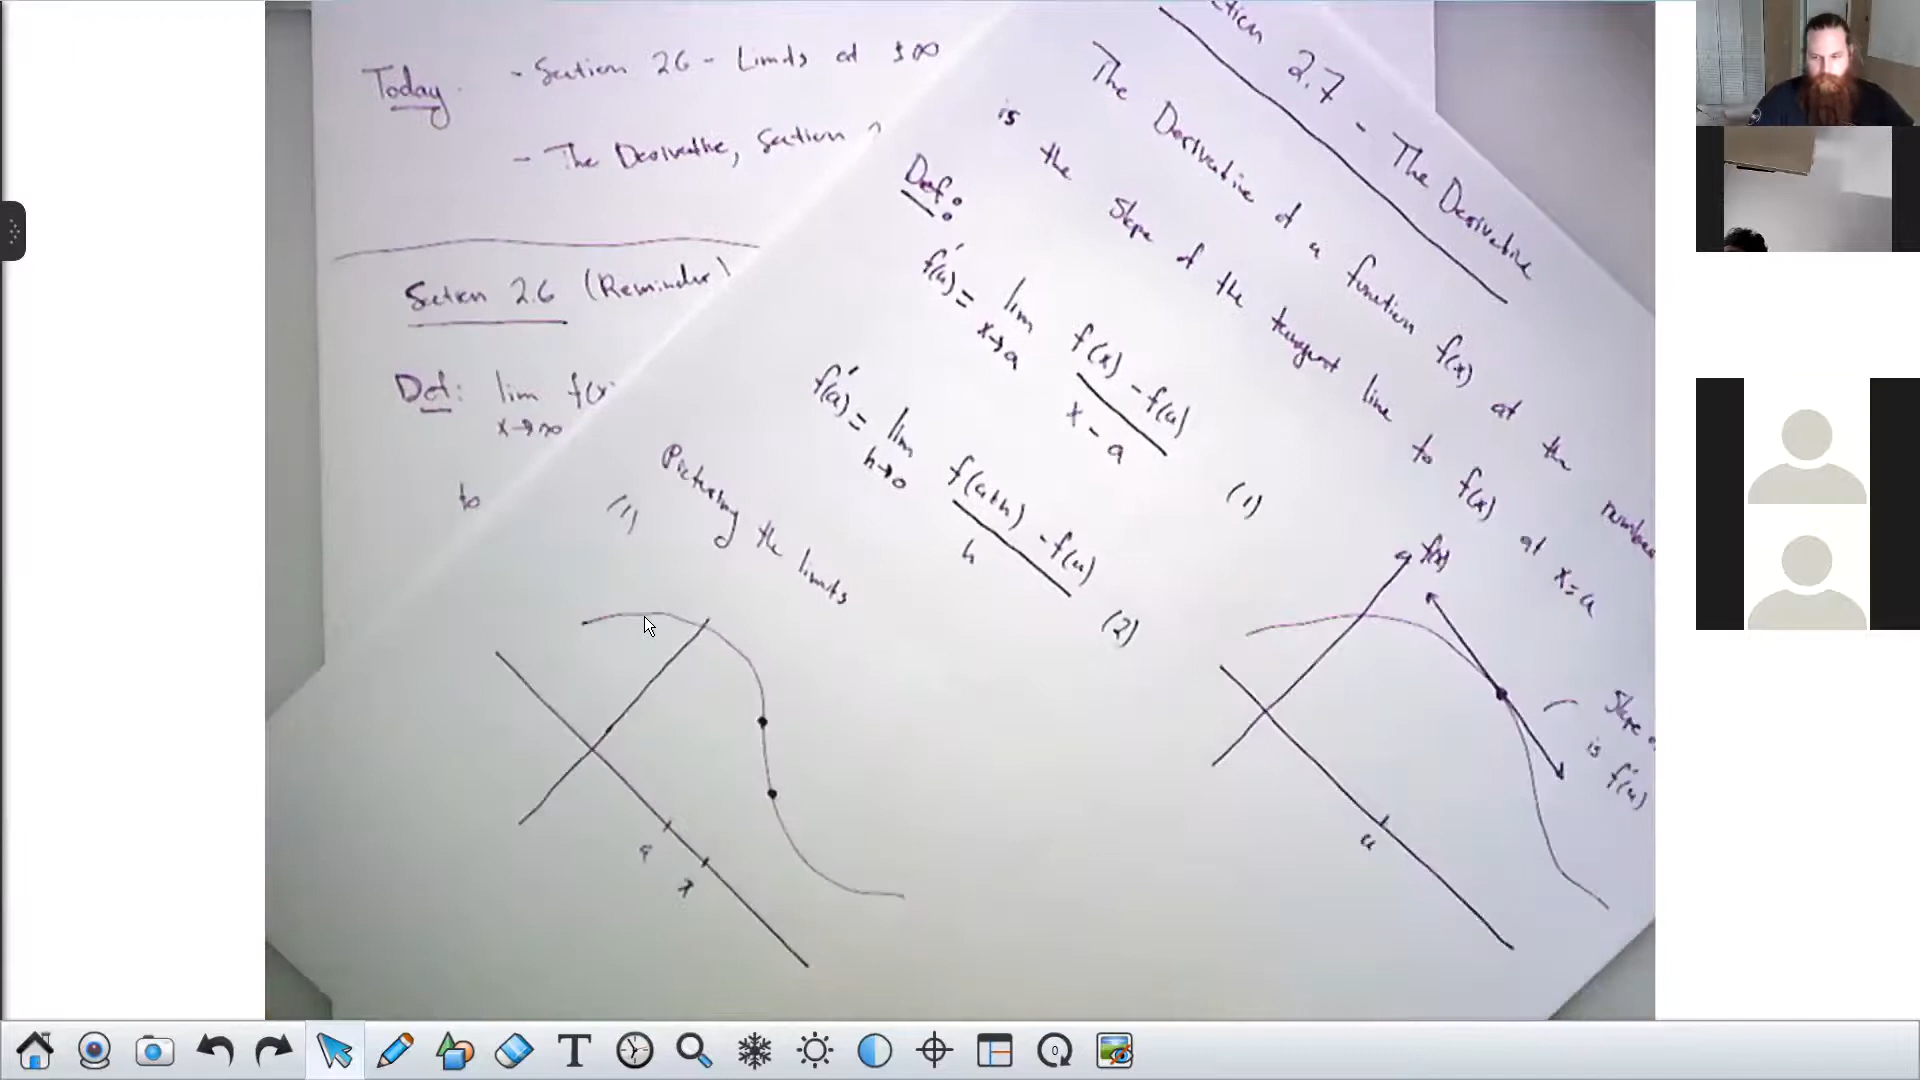 Today: - Section 2.6 - Limits at ±∞
- The Derivative, Section
Section 2.6 (Reminder)
Def: lim f(x
x→∞
to
2.7 - The Derivative
The Derivative of a function f(x) at the number
is the slope of the tangent line to f(x) at x=a
Def:
f'(a) = lim f(x) - f(a)
x→a x - a
(1)
f'(a) = lim f(a+h) - f(a)
h→0 h
(2)
Picturing the limits
(1)
a
x
f(x)
a
Slope
is f'(a)
0
T